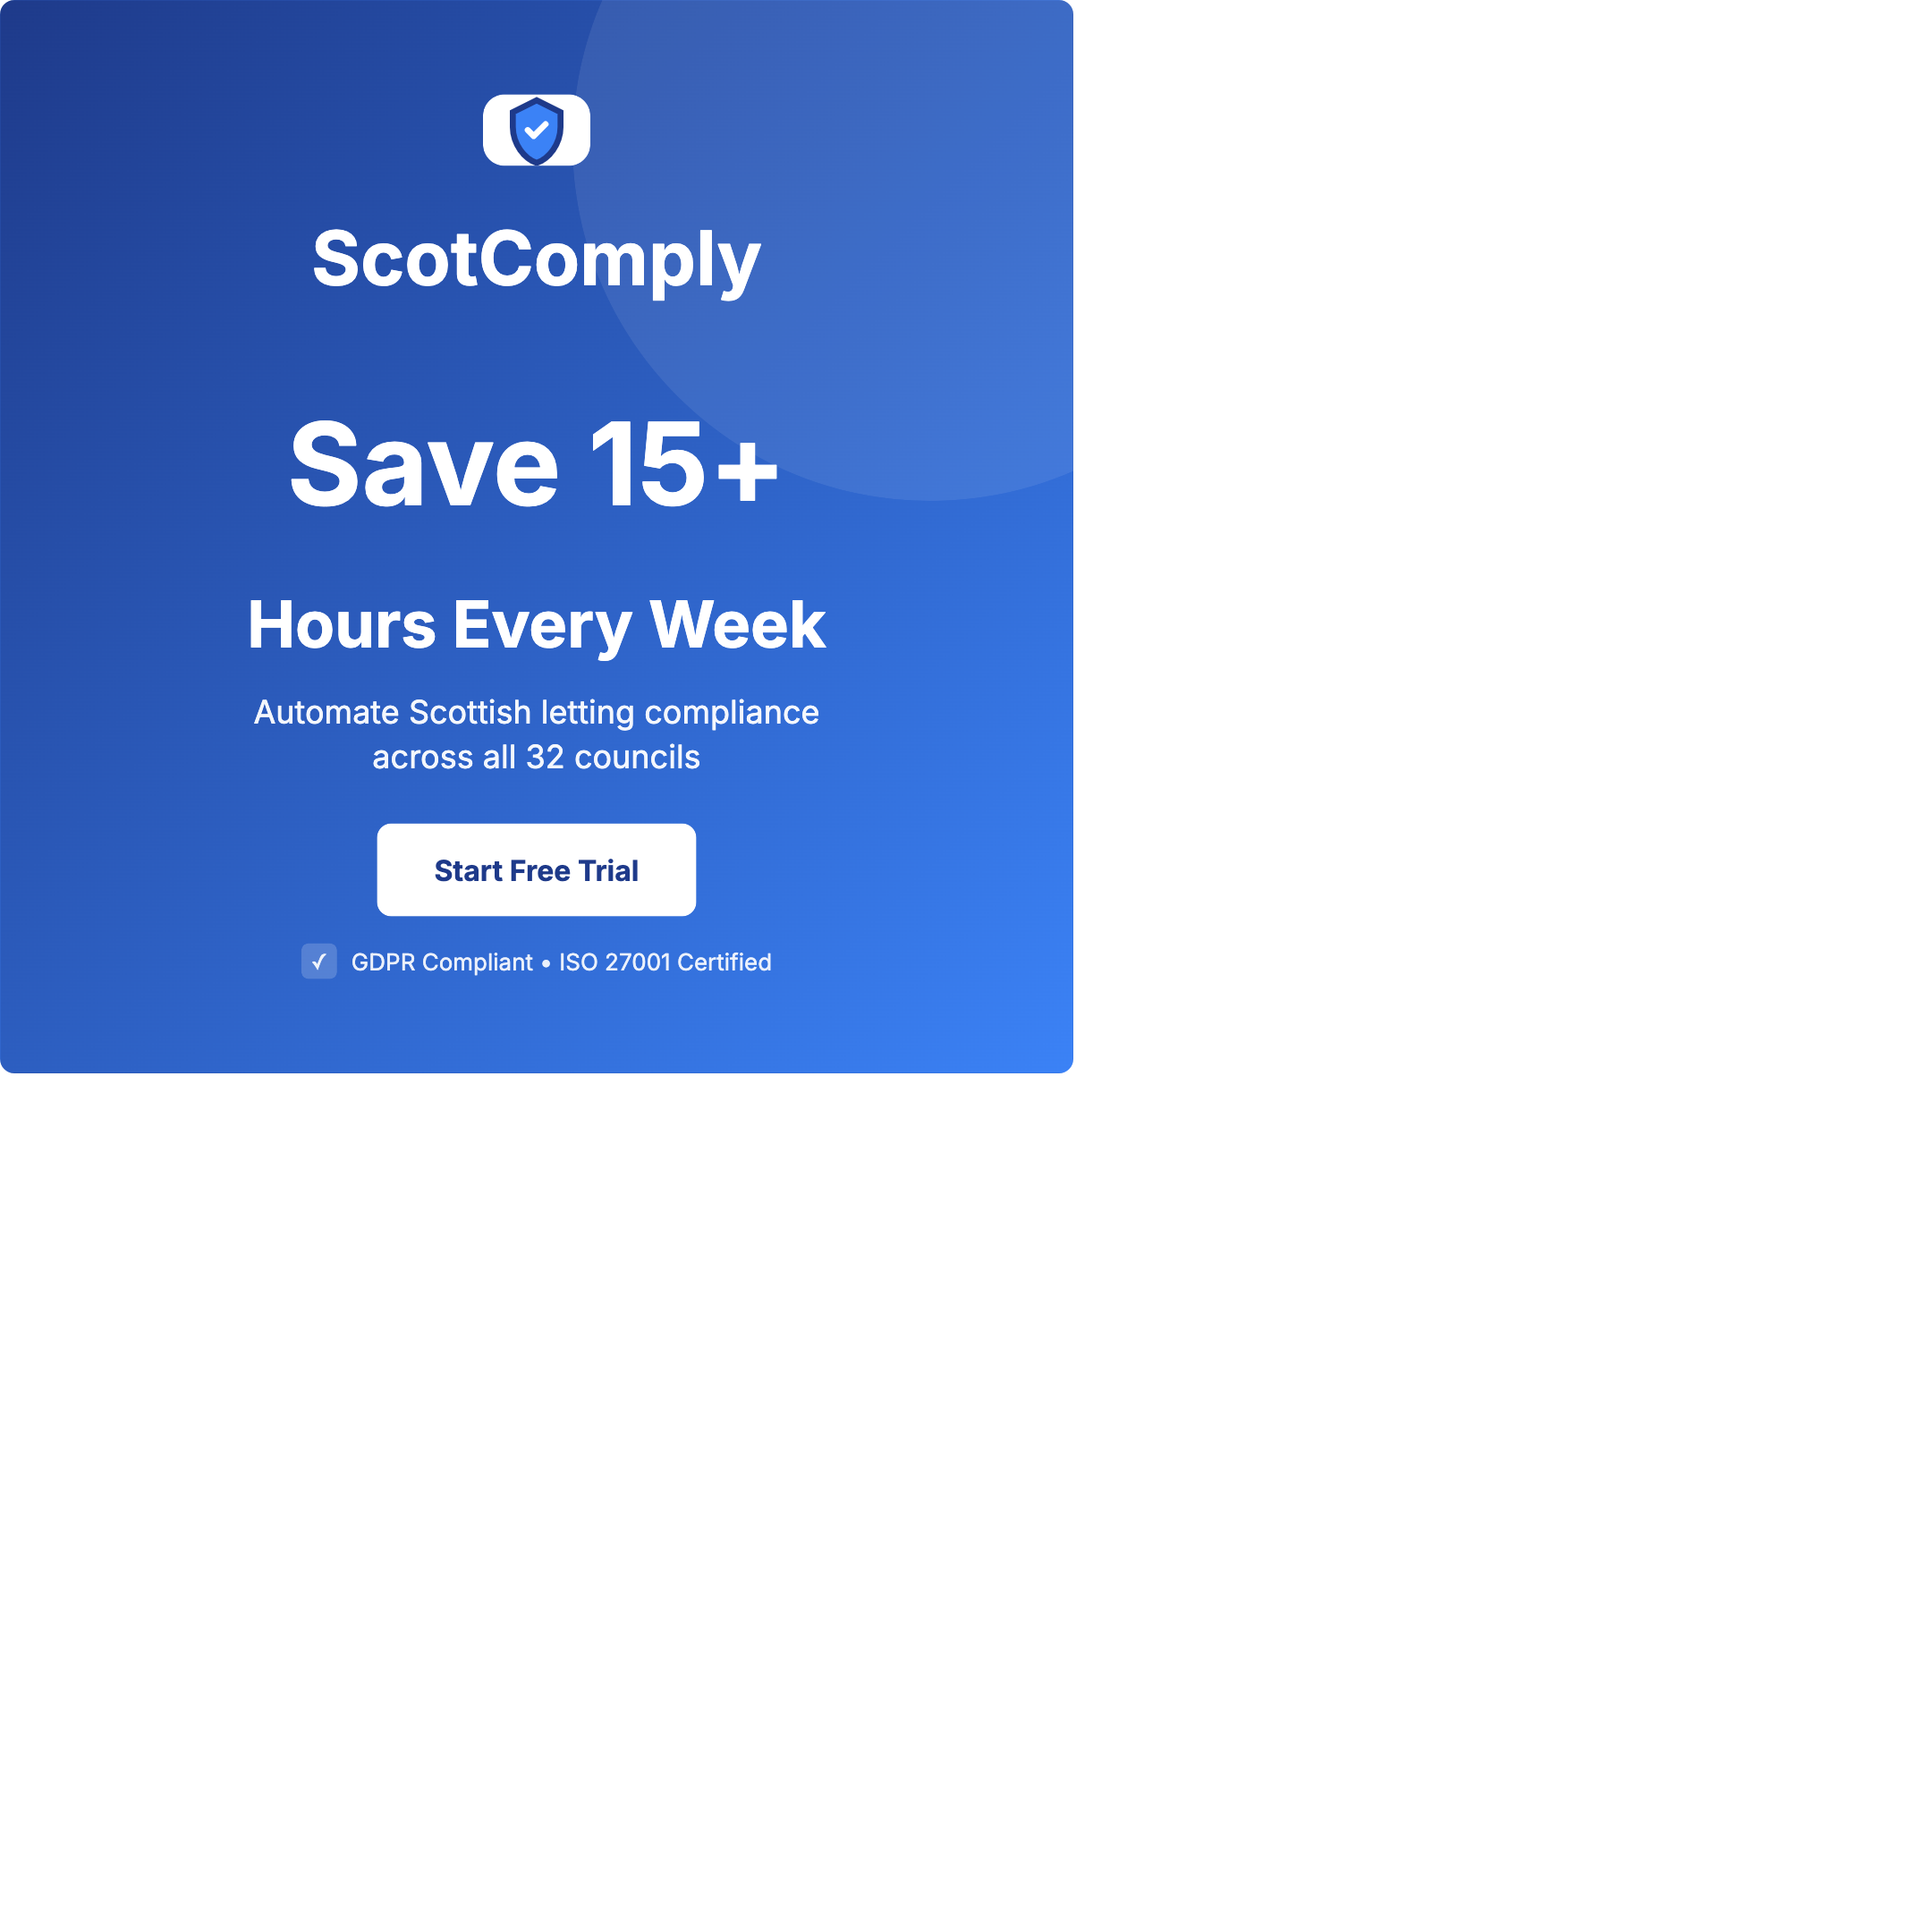 ScotComply
Save 15+
Hours Every Week
Automate Scottish letting compliance
across all 32 councils
Start Free Trial
✓ GDPR Compliant • ISO 27001 Certified